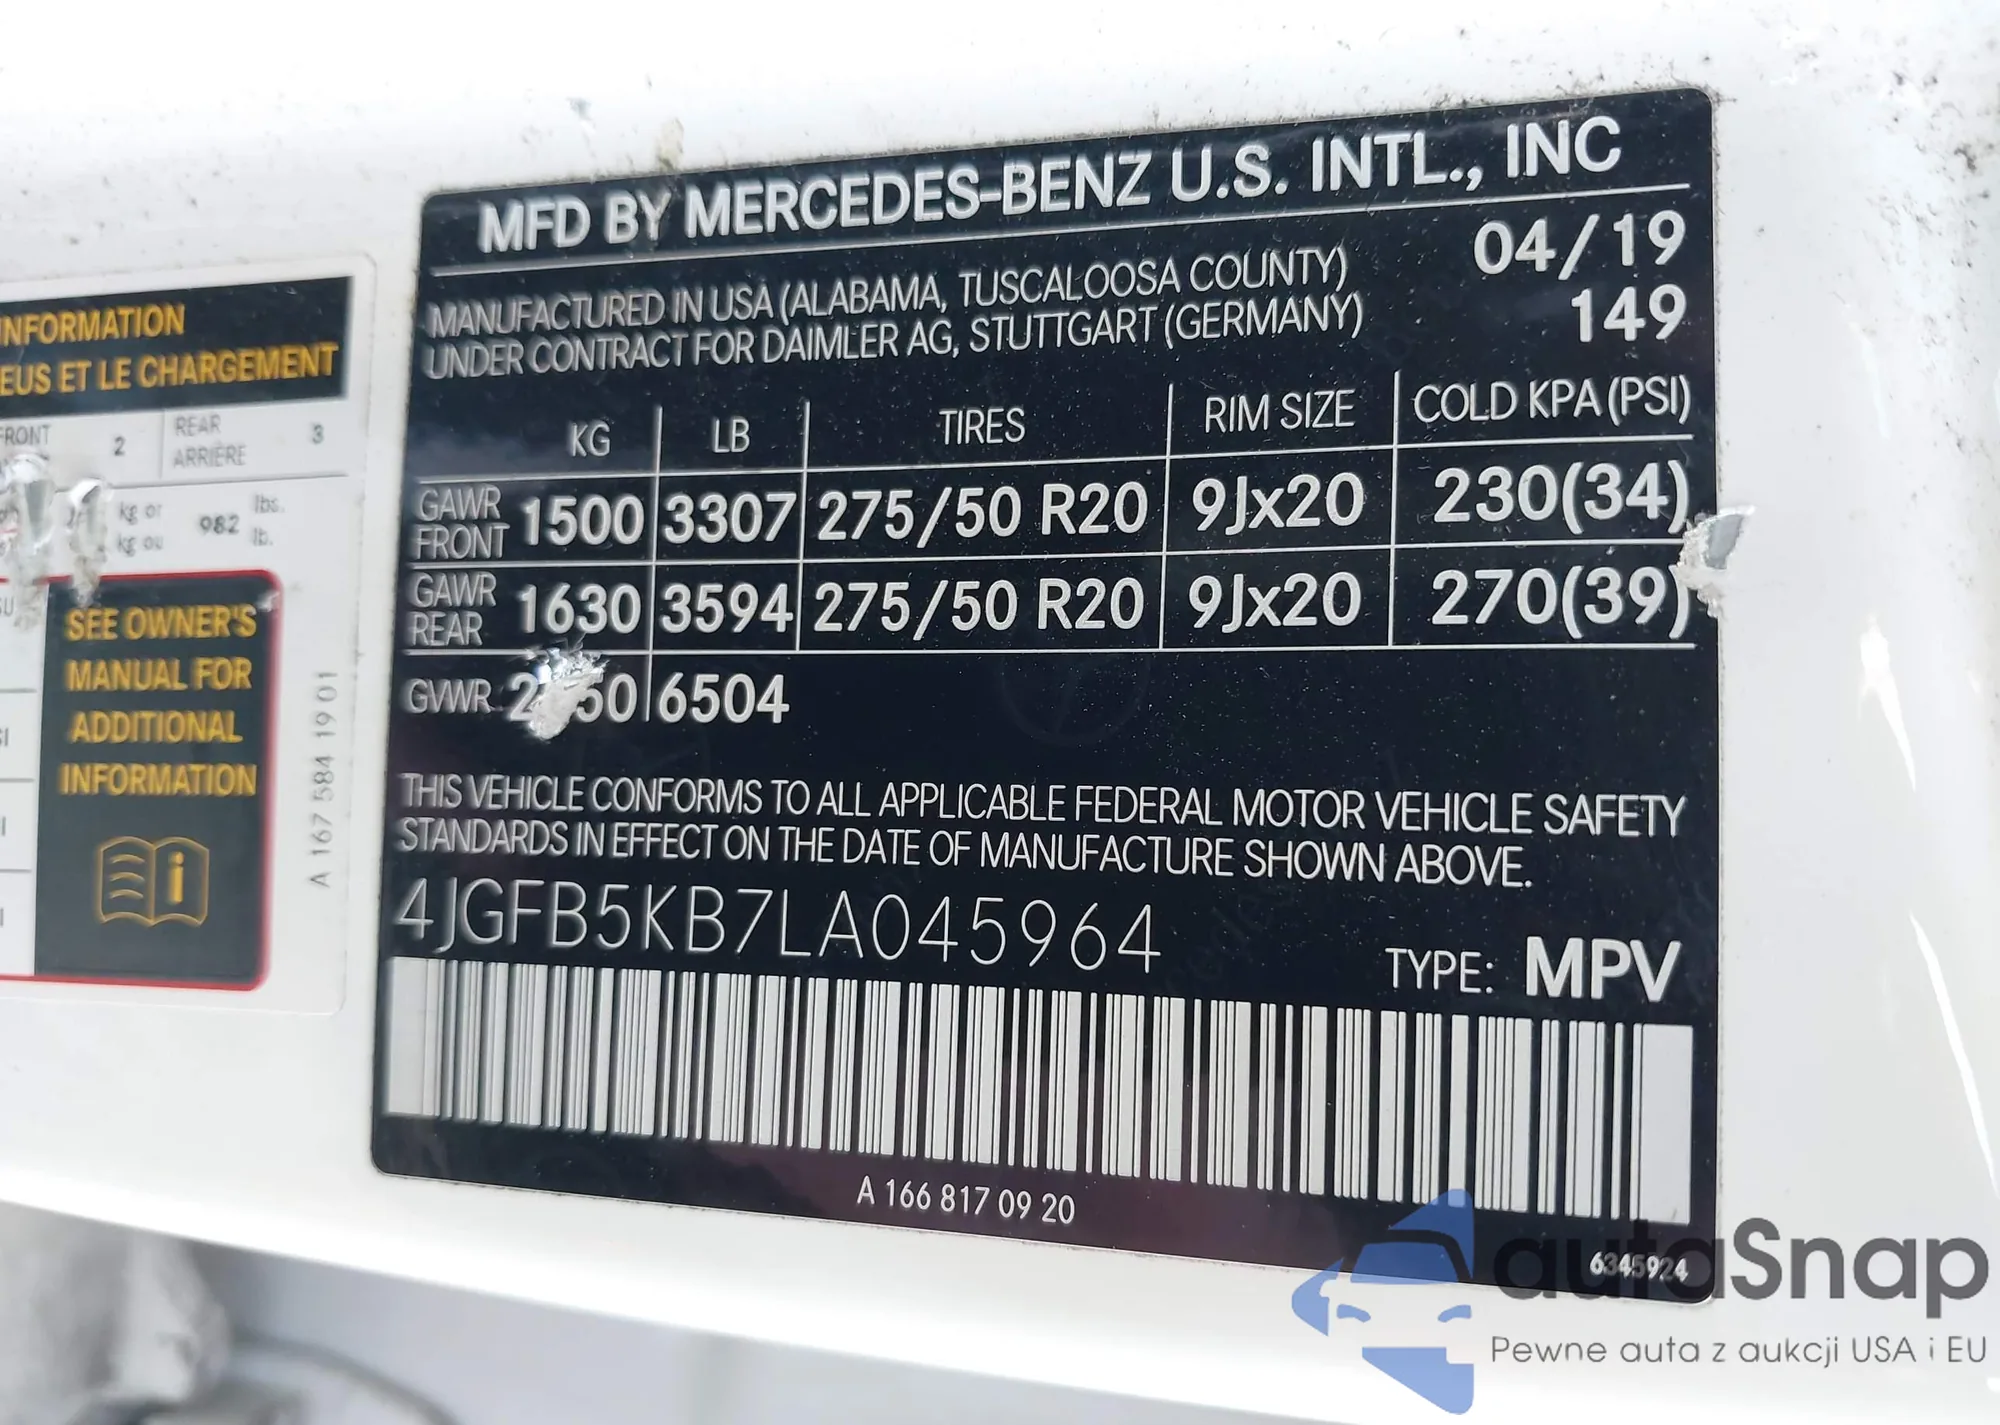 INFORMATION
EUS ET LE CHARGEMENT
FRONT 2 REAR 3
ARRIÈRE
kg or 982 lbs.
kg ou lb.
SEE OWNER'S
MANUAL FOR
ADDITIONAL
INFORMATION
A 167 584 19 01
MFD BY MERCEDES-BENZ U.S. INTL., INC
MANUFACTURED IN USA (ALABAMA, TUSCALOOSA COUNTY) 04/19
UNDER CONTRACT FOR DAIMLER AG, STUTTGART (GERMANY) 149
KG LB TIRES RIM SIZE COLD KPA (PSI)
GAWR FRONT 1500 3307 275/50 R20 9Jx20 230(34)
GAWR REAR 1630 3594 275/50 R20 9Jx20 270(39)
GVWR 6504
THIS VEHICLE CONFORMS TO ALL APPLICABLE FEDERAL MOTOR VEHICLE SAFETY
STANDARDS IN EFFECT ON THE DATE OF MANUFACTURE SHOWN ABOVE.
4JGFB5KB7LA045964
TYPE: MPV
A 166 817 09 20
6345924
autaSnap
Pewne auta z aukcji USA i EU